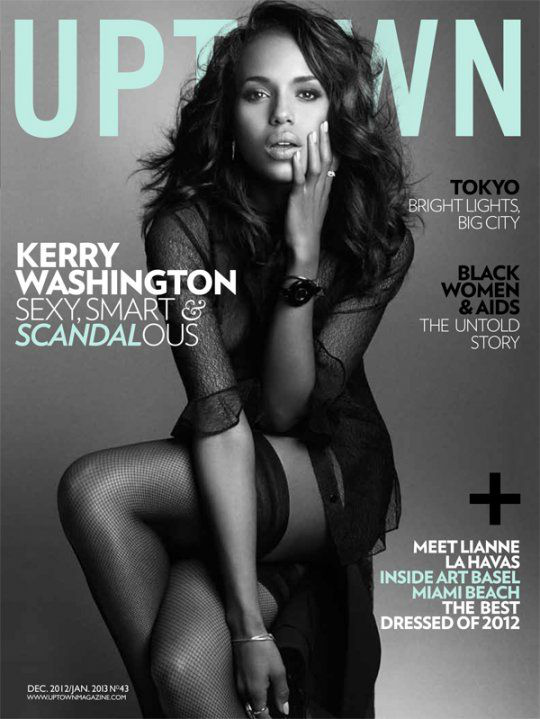 UPTOWN
KERRY
WASHINGTON
SEXY, SMART &
SCANDALOUS
TOKYO
BRIGHT LIGHTS,
BIG CITY
BLACK
WOMEN
& AIDS
THE UNTOLD
STORY
+
MEET LIANNE
LA HAVAS
INSIDE ART BASEL
MIAMI BEACH
THE BEST
DRESSED OF 2012
DEC. 2012/JAN. 2013 Nº43
WWW.UPTOWNMAGAZINE.COM